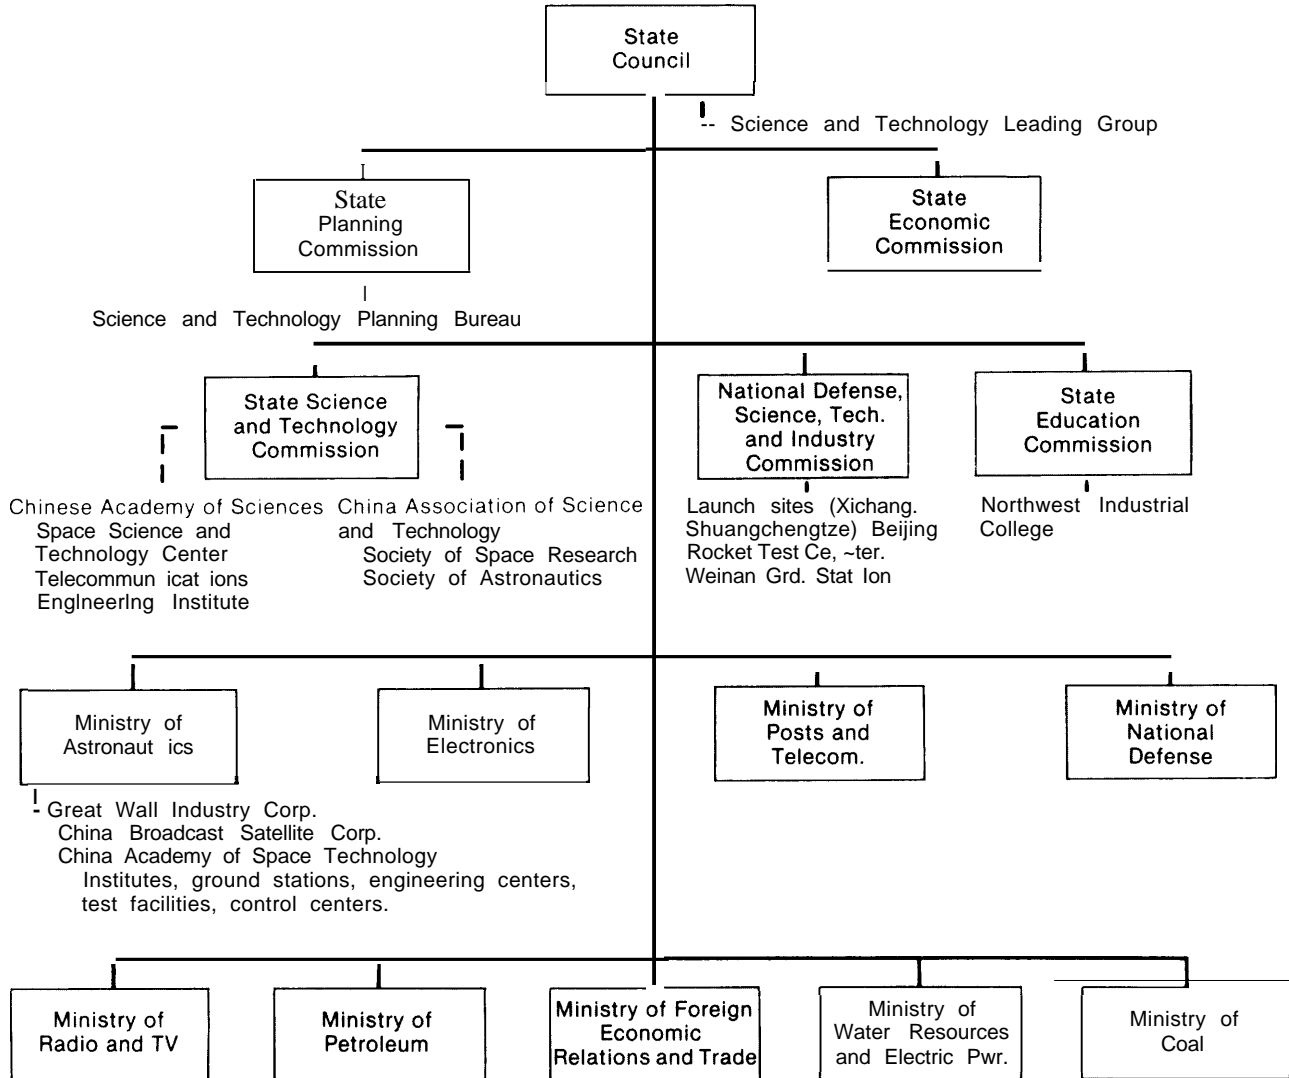 State
Council
-- Science and Technology Leading Group
State
Planning
Commission
State
Economic
Commission
Science and Technology Planning Bureau
State Science
and Technology
Commission
National Defense,
Science, Tech.
and Industry
Commission
State
Education
Commission
Chinese Academy of Sciences
Space Science and
Technology Center
Telecommun icat ions
EngIneerIng Institute
China Association of Science
and Technology
Society of Space Research
Society of Astronautics
Launch sites (Xichang.
Shuangchengtze) Beijing
Rocket Test Ce, ~ter.
Weinan Grd. Stat Ion
Northwest Industrial
College
Ministry of
Astronaut ics
Ministry of
Electronics
Ministry of
Posts and
Telecom.
Ministry of
National
Defense
- Great Wall Industry Corp.
China Broadcast Satellite Corp.
China Academy of Space Technology
Institutes, ground stations, engineering centers,
test facilities, control centers.
Ministry of
Radio and TV
Ministry of
Petroleum
Ministry of Foreign
Economic
Relations and Trade
Ministry of
Water Resources
and Electric Pwr.
Ministry of
Coal